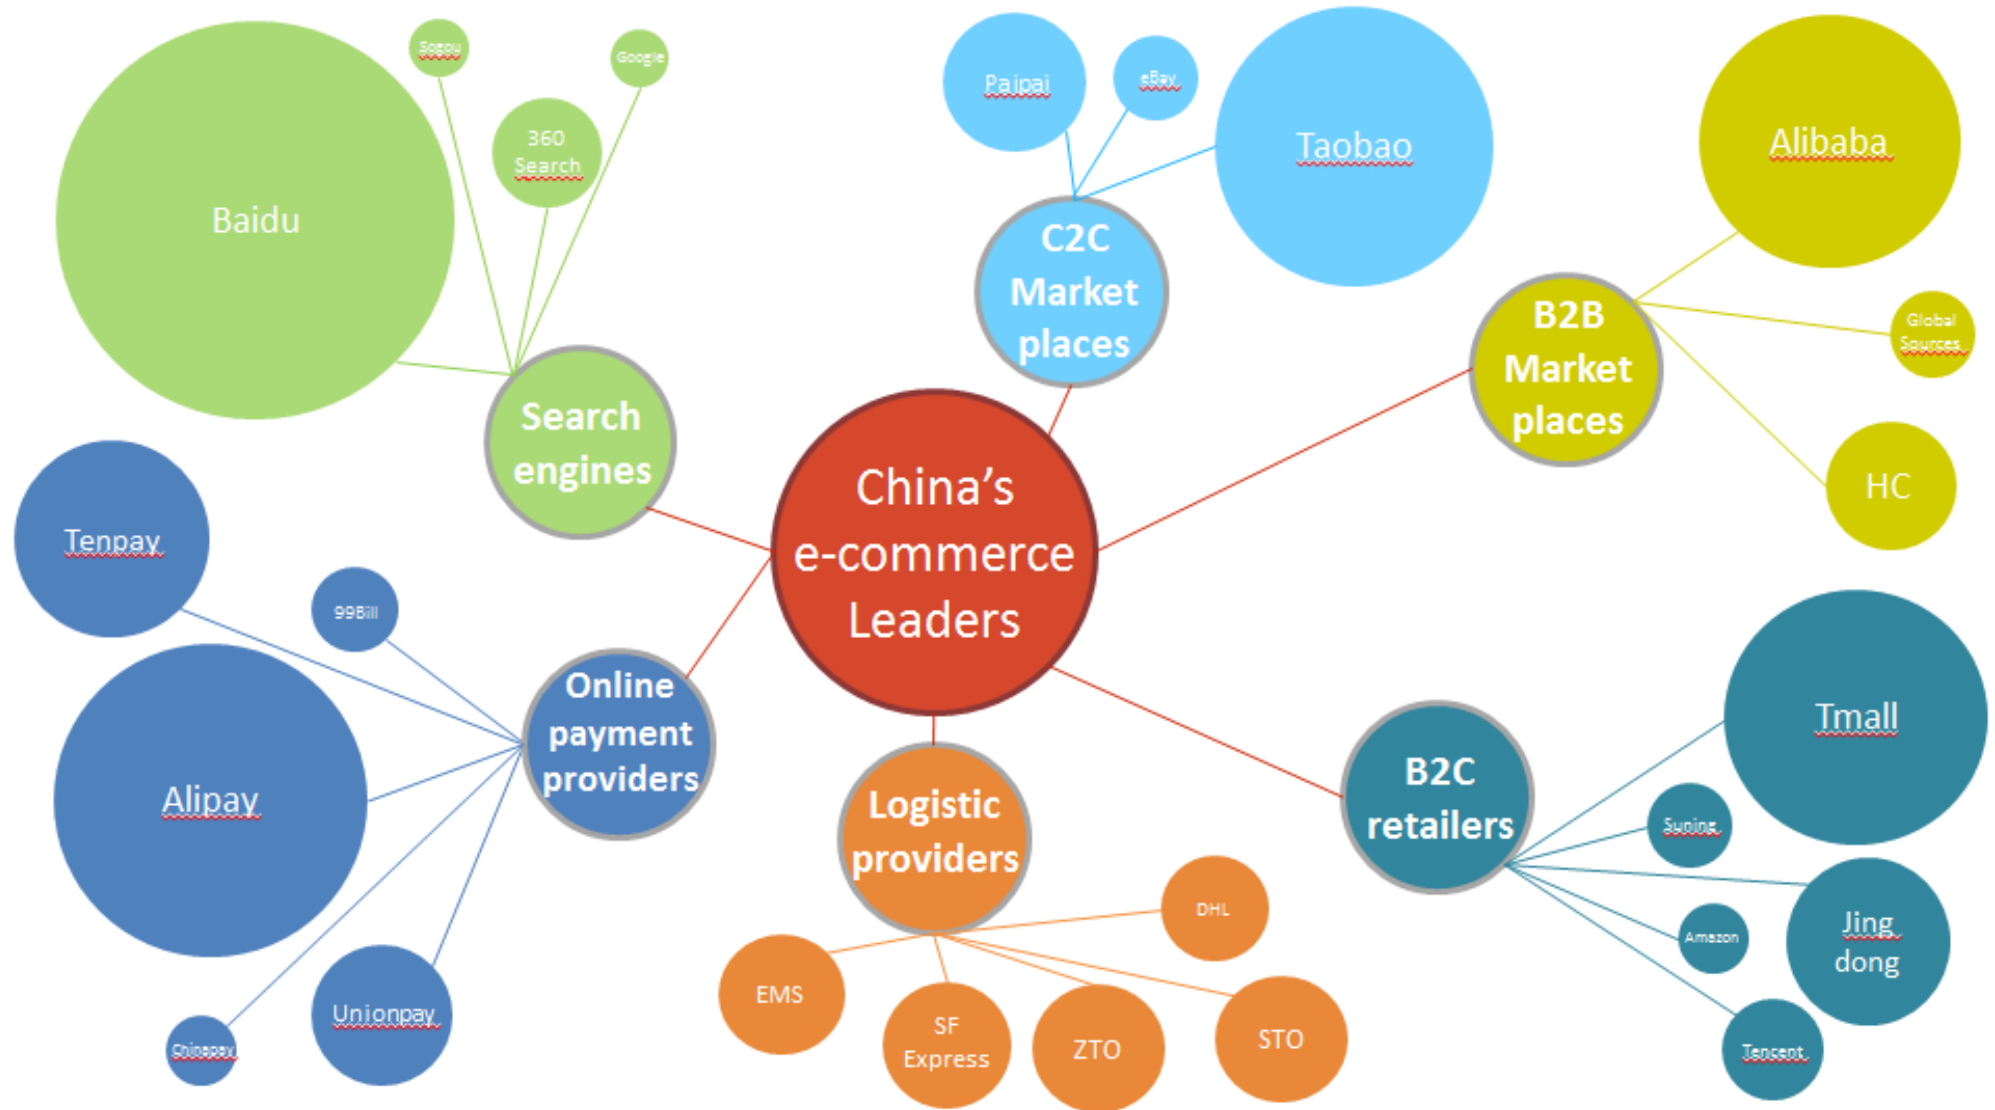 Sogou
Google
360
Search
Baidu
Search
engines
Paipai
eBay
Taobao
C2C
Market
places
Alibaba
B2B
Market
places
Global
Sources
HC
China's
e-commerce
Leaders
Tenpay
99Bill
Alipay
Online
payment
providers
Unionpay
Chinapay
Logistic
providers
DHL
EMS
SF
Express
ZTO
STO
B2C
retailers
Tmall
Suning
Jing
dong
Amazon
Tencent